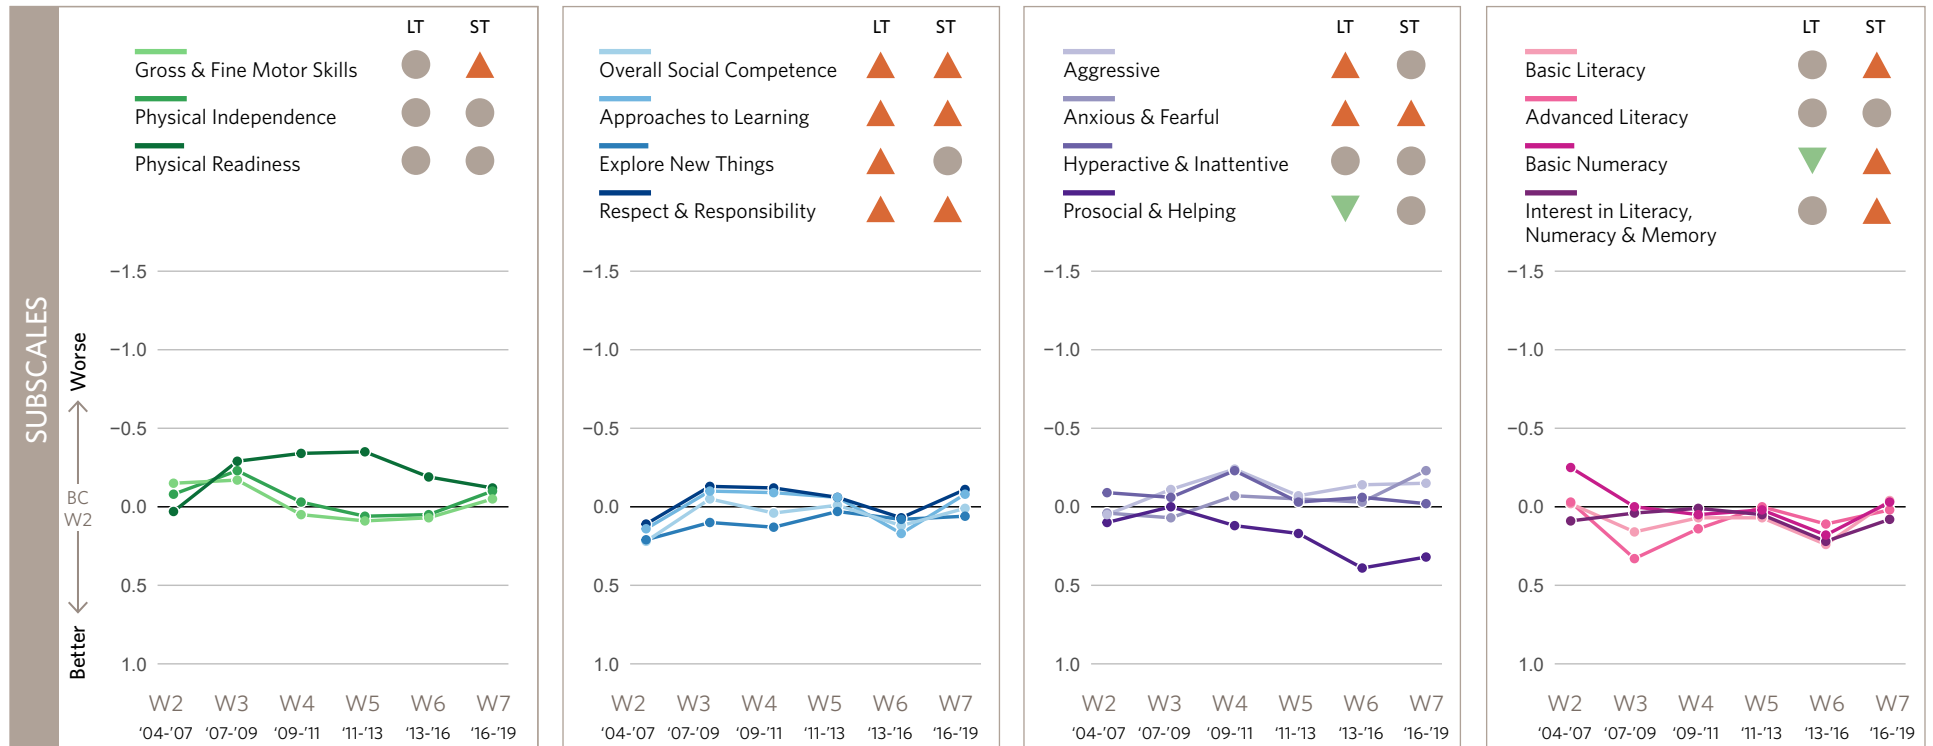 SUBSCALES
Worse
BC
W2
Better
LT ST
Gross & Fine Motor Skills
Physical Independence
Physical Readiness
−1.5
−1.0
−0.5
0.0
0.5
1.0
W2 W3 W4 W5 W6 W7
‘04-’07 ‘07-’09 ‘09-’11 ‘11-’13 ‘13-’16 ‘16-’19
LT ST
Overall Social Competence
Approaches to Learning
Explore New Things
Respect & Responsibility
−1.5
−1.0
−0.5
0.0
0.5
1.0
W2 W3 W4 W5 W6 W7
‘04-’07 ‘07-’09 ‘09-’11 ‘11-’13 ‘13-’16 ‘16-’19
LT ST
Aggressive
Anxious & Fearful
Hyperactive & Inattentive
Prosocial & Helping
−1.5
−1.0
−0.5
0.0
0.5
1.0
W2 W3 W4 W5 W6 W7
‘04-’07 ‘07-’09 ‘09-’11 ‘11-’13 ‘13-’16 ‘16-’19
LT ST
Basic Literacy
Advanced Literacy
Basic Numeracy
Interest in Literacy,
Numeracy & Memory
−1.5
−1.0
−0.5
0.0
0.5
1.0
W2 W3 W4 W5 W6 W7
‘04-’07 ‘07-’09 ‘09-’11 ‘11-’13 ‘13-’16 ‘16-’19